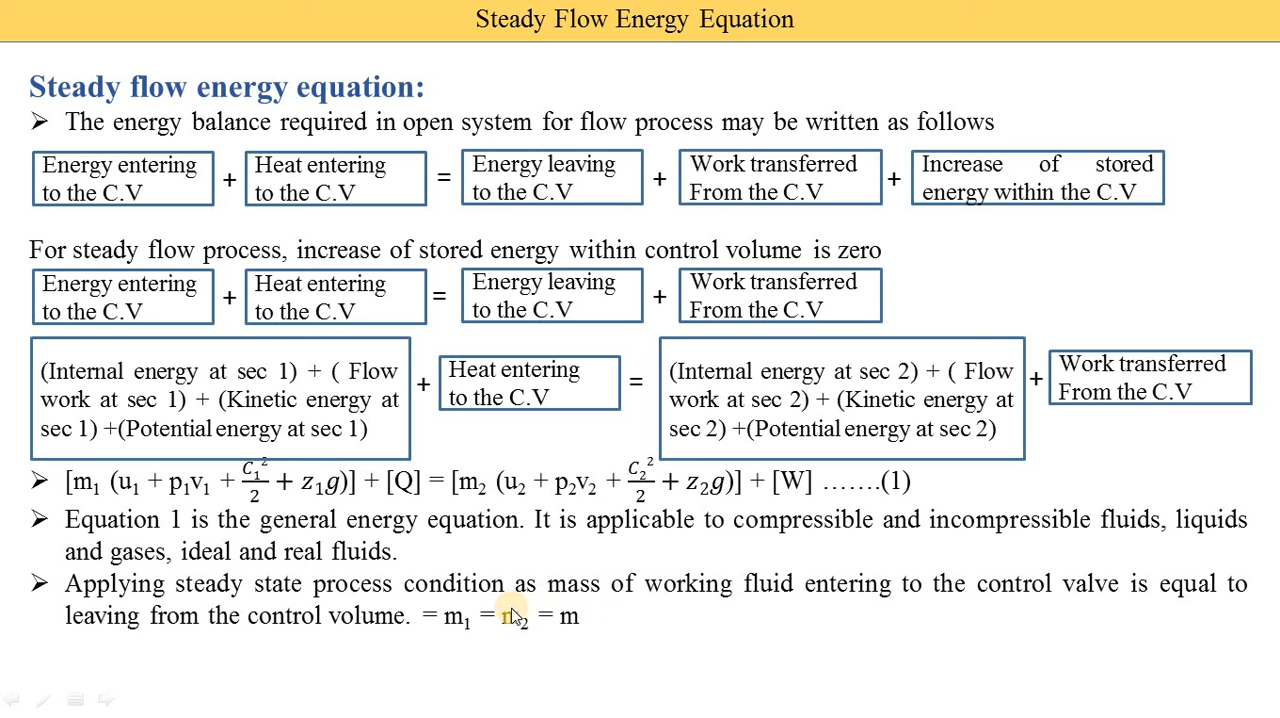 Steady Flow Energy Equation
Steady flow energy equation:
➢ The energy balance required in open system for flow process may be written as follows
Energy entering to the C.V + Heat entering to the C.V = Energy leaving to the C.V + Work transferred From the C.V + Increase of stored energy within the C.V
For steady flow process, increase of stored energy within control volume is zero
Energy entering to the C.V + Heat entering to the C.V = Energy leaving to the C.V + Work transferred From the C.V
(Internal energy at sec 1) + ( Flow work at sec 1) + (Kinetic energy at sec 1) +(Potential energy at sec 1) + Heat entering to the C.V = (Internal energy at sec 2) + ( Flow work at sec 2) + (Kinetic energy at sec 2) +(Potential energy at sec 2) + Work transferred From the C.V
➢ [m₁ (u₁ + p₁v₁ + C₁²/2 + z₁g)] + [Q] = [m₂ (u₂ + p₂v₂ + C₂²/2 + z₂g)] + [W] …….(1)
➢ Equation 1 is the general energy equation. It is applicable to compressible and incompressible fluids, liquids
and gases, ideal and real fluids.
➢ Applying steady state process condition as mass of working fluid entering to the control valve is equal to
leaving from the control volume. = m₁ = m₂ = m